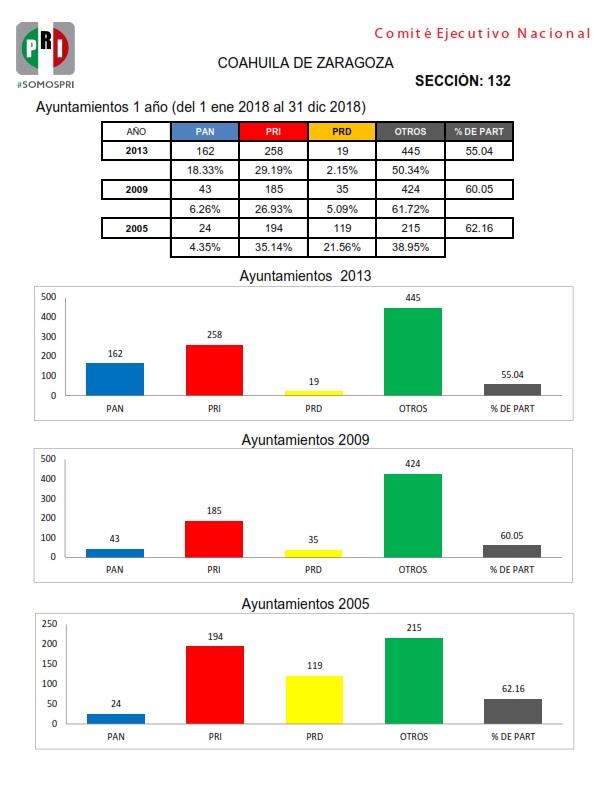 Comité Ejecutivo Nacional
PRI
#SOMOSPRI
COAHUILA DE ZARAGOZA
SECCIÓN: 132
Ayuntamientos 1 año (del 1 ene 2018 al 31 dic 2018)
AÑO PAN PRI PRD OTROS % DE PART
2013 162 258 19 445 55.04
18.33% 29.19% 2.15% 50.34%
2009 43 185 35 424 60.05
6.26% 26.93% 5.09% 61.72%
2005 24 194 119 215 62.16
4.35% 35.14% 21.56% 38.95%
Ayuntamientos 2013
500
400
300
200
100
0
162 258 19 445 55.04
PAN PRI PRD OTROS % DE PART
Ayuntamientos 2009
500
400
300
200
100
0
43 185 35 424 60.05
PAN PRI PRD OTROS % DE PART
Ayuntamientos 2005
250
200
150
100
50
0
24 194 119 215 62.16
PAN PRI PRD OTROS % DE PART